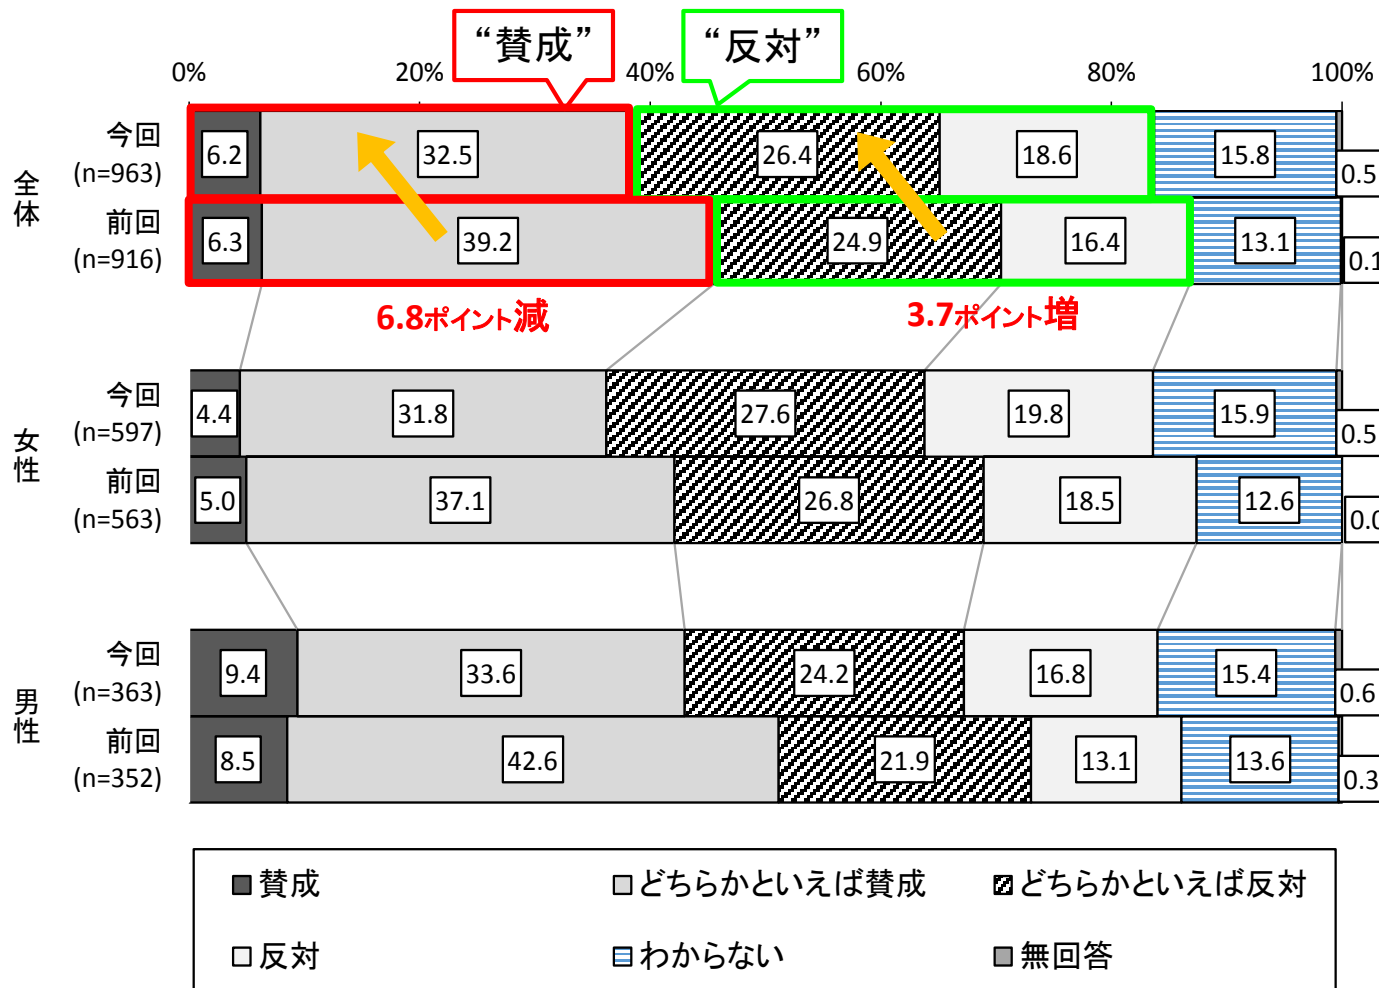 “賛成”
“反対”
0%
20%
40%
60%
80%
100%
全体
今回
(n=963)
6.2
32.5
26.4
18.6
15.8
0.5
前回
(n=916)
6.3
39.2
24.9
16.4
13.1
0.1
6.8ポイント減
3.7ポイント増
女性
今回
(n=597)
4.4
31.8
27.6
19.8
15.9
0.5
前回
(n=563)
5.0
37.1
26.8
18.5
12.6
0.0
男性
今回
(n=363)
9.4
33.6
24.2
16.8
15.4
0.6
前回
(n=352)
8.5
42.6
21.9
13.1
13.6
0.3
賛成
どちらかといえば賛成
どちらかといえば反対
反対
わからない
無回答